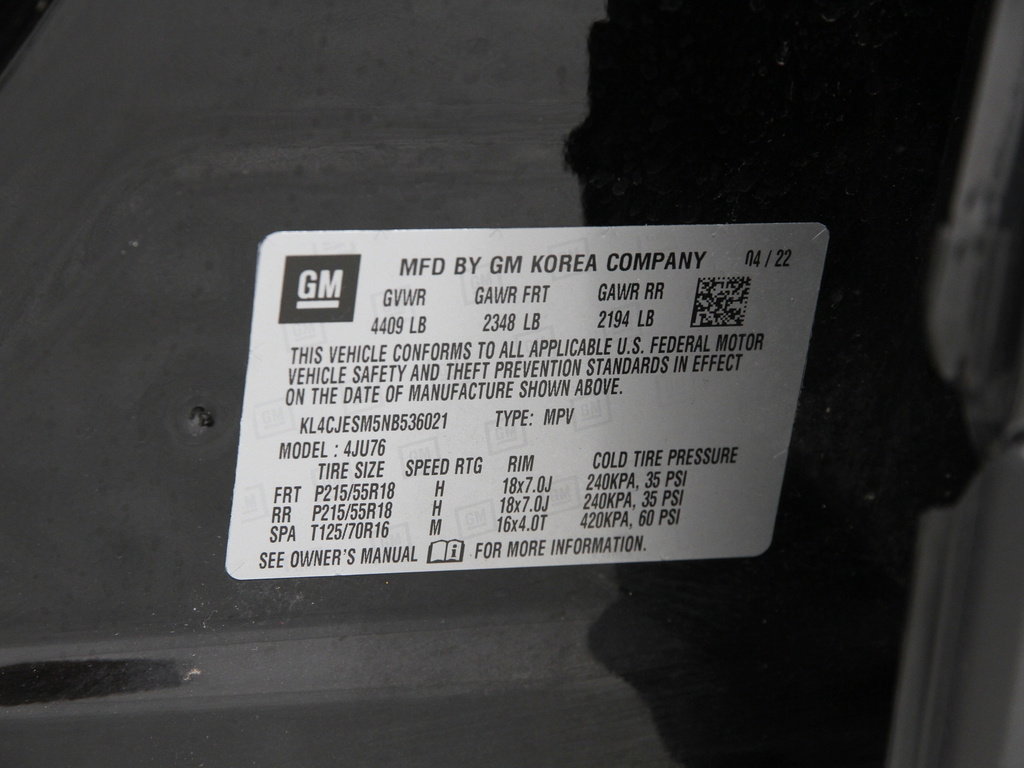 GM
MFD BY GM KOREA COMPANY 04 / 22
GVWR GAWR FRT GAWR RR
4409 LB 2348 LB 2194 LB
THIS VEHICLE CONFORMS TO ALL APPLICABLE U.S. FEDERAL MOTOR
VEHICLE SAFETY AND THEFT PREVENTION STANDARDS IN EFFECT
ON THE DATE OF MANUFACTURE SHOWN ABOVE.
KL4CJESM5NB536021 TYPE: MPV
MODEL : 4JU76
TIRE SIZE SPEED RTG RIM COLD TIRE PRESSURE
FRT P215/55R18 H 18x7.0J 240KPA, 35 PSI
RR P215/55R18 H 18x7.0J 240KPA, 35 PSI
SPA T125/70R16 M 16x4.0T 420KPA, 60 PSI
SEE OWNER'S MANUAL i FOR MORE INFORMATION.